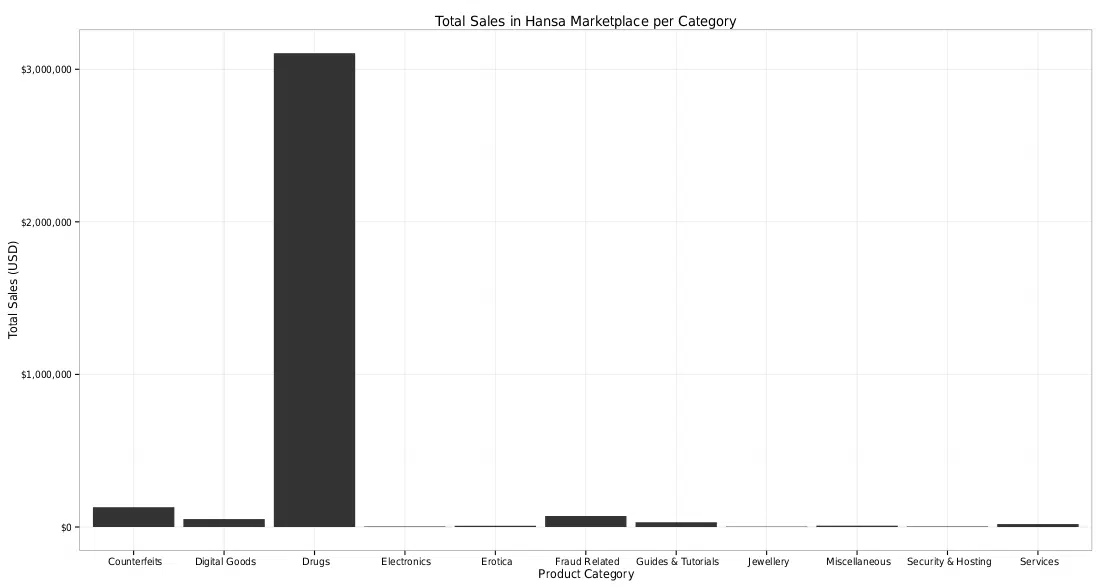 Total Sales in Hansa Marketplace per Category
$3,000,000
$2,000,000
$1,000,000
$0
Total Sales (USD)
Counterfeits Digital Goods Drugs Electronics Erotica Fraud Related Guides & Tutorials Jewellery Miscellaneous Security & Hosting Services
Product Category